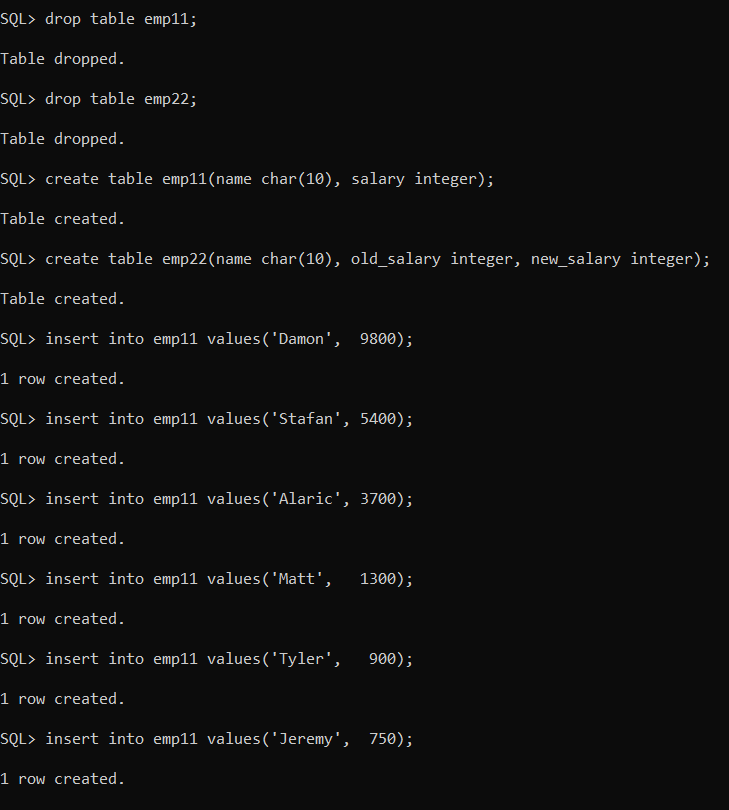 SQL> drop table emp11;
Table dropped.
SQL> drop table emp22;
Table dropped.
SQL> create table emp11(name char(10), salary integer);
Table created.
SQL> create table emp22(name char(10), old_salary integer, new_salary integer);
Table created.
SQL> insert into emp11 values('Damon',  9800);
1 row created.
SQL> insert into emp11 values('Stafan', 5400);
1 row created.
SQL> insert into emp11 values('Alaric', 3700);
1 row created.
SQL> insert into emp11 values('Matt',   1300);
1 row created.
SQL> insert into emp11 values('Tyler',   900);
1 row created.
SQL> insert into emp11 values('Jeremy',  750);
1 row created.